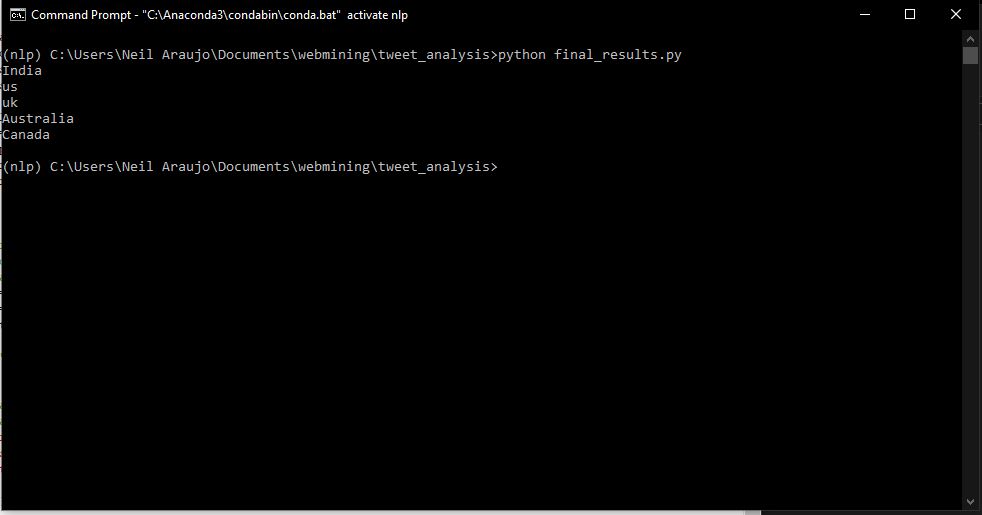 Command Prompt - "C:\Anaconda3\condabin\conda.bat" activate nlp
(nlp) C:\Users\Neil Araujo\Documents\webmining\tweet_analysis>python final_results.py
India
us
uk
Australia
Canada
(nlp) C:\Users\Neil Araujo\Documents\webmining\tweet_analysis>